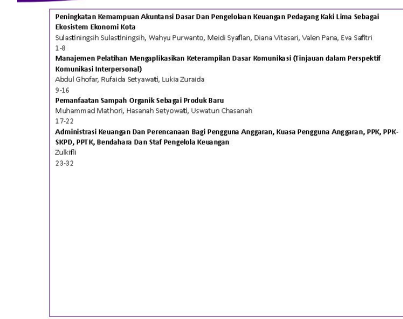 Peningkatan Kemampuan Akuntansi Dasar Dan Pengelolaan Keuangan Pedagang Kaki Lima Sebagai
Ekosistem Ekonomi Kota
Sulastiningsih Sulastiningsih, Wahyu Purwanto, Meidi Syaflan, Diana Vitasari, Valen Pana, Eva Safitri
1-8
Manajemen Pelatihan Mengaplikasikan Keterampilan Dasar Komunikasi (Tinjauan dalam Perspektif
Komunikasi Interpersonal)
Abdul Ghofar, Rufaida Setyawati, Lukia Zuraida
9-16
Pemanfaatan Sampah Organik Sebagai Produk Baru
Muhammad Mathori, Hasanah Setyowati, Uswatun Chasanah
17-22
Administrasi Keuangan Dan Perencanaan Bagi Pengguna Anggaran, Kuasa Pengguna Anggaran, PPK, PPK-
SKPD, PPTK, Bendahara Dan Staf Pengelola Keuangan
Zulkifli
23-32